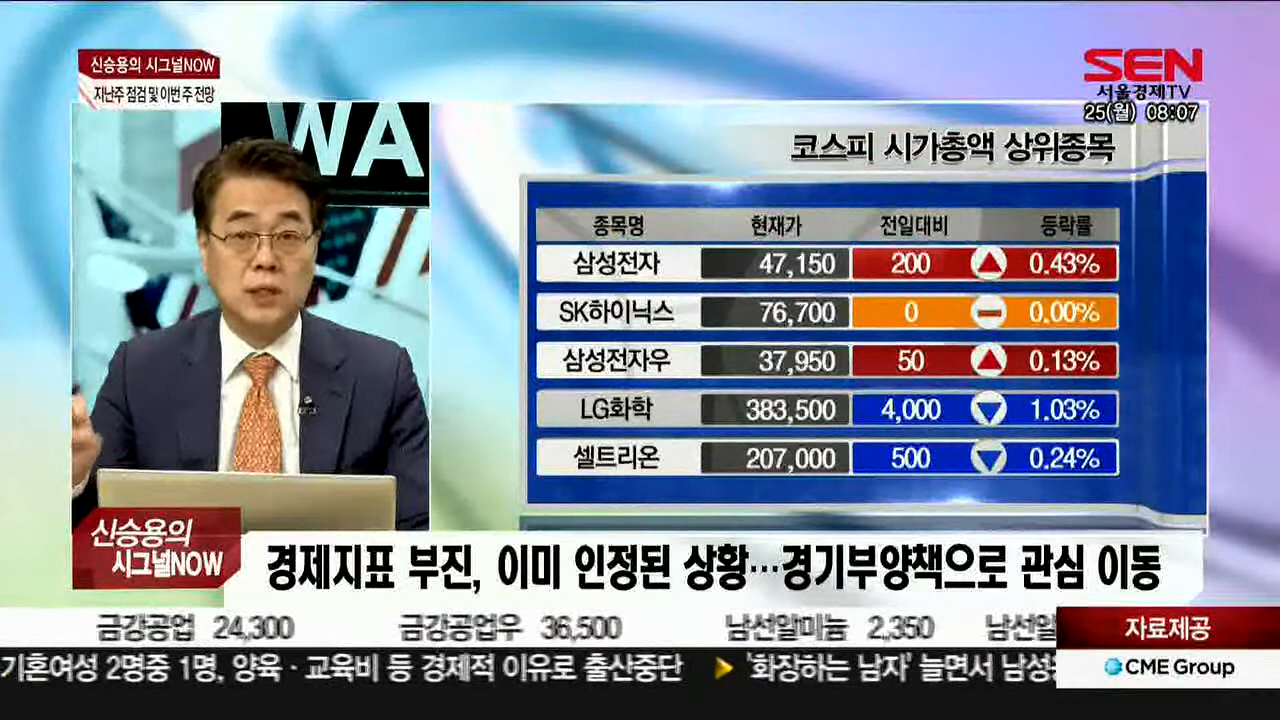 신승용의 시그널NOW
지난주 점검 및 이번 주 전망
SEN
서울경제TV
25(월) 08:07
WA
코스피 시가총액 상위종목
종목명 현재가 전일대비 등락률
삼성전자 47,150 200 0.43%
SK하이닉스 76,700 0 0.00%
삼성전자우 37,950 50 0.13%
LG화학 383,500 4,000 1.03%
셀트리온 207,000 500 0.24%
신승용의
시그널NOW
경제지표 부진, 이미 인정된 상황…경기부양책으로 관심 이동
금강공업 24,300 금강공업우 36,500 남선알미늄 2,350 남선알
자료제공
CME Group
기혼여성 2명중 1명, 양육·교육비 등 경제적 이유로 출산중단 ▶ '화장하는 남자' 늘면서 남성